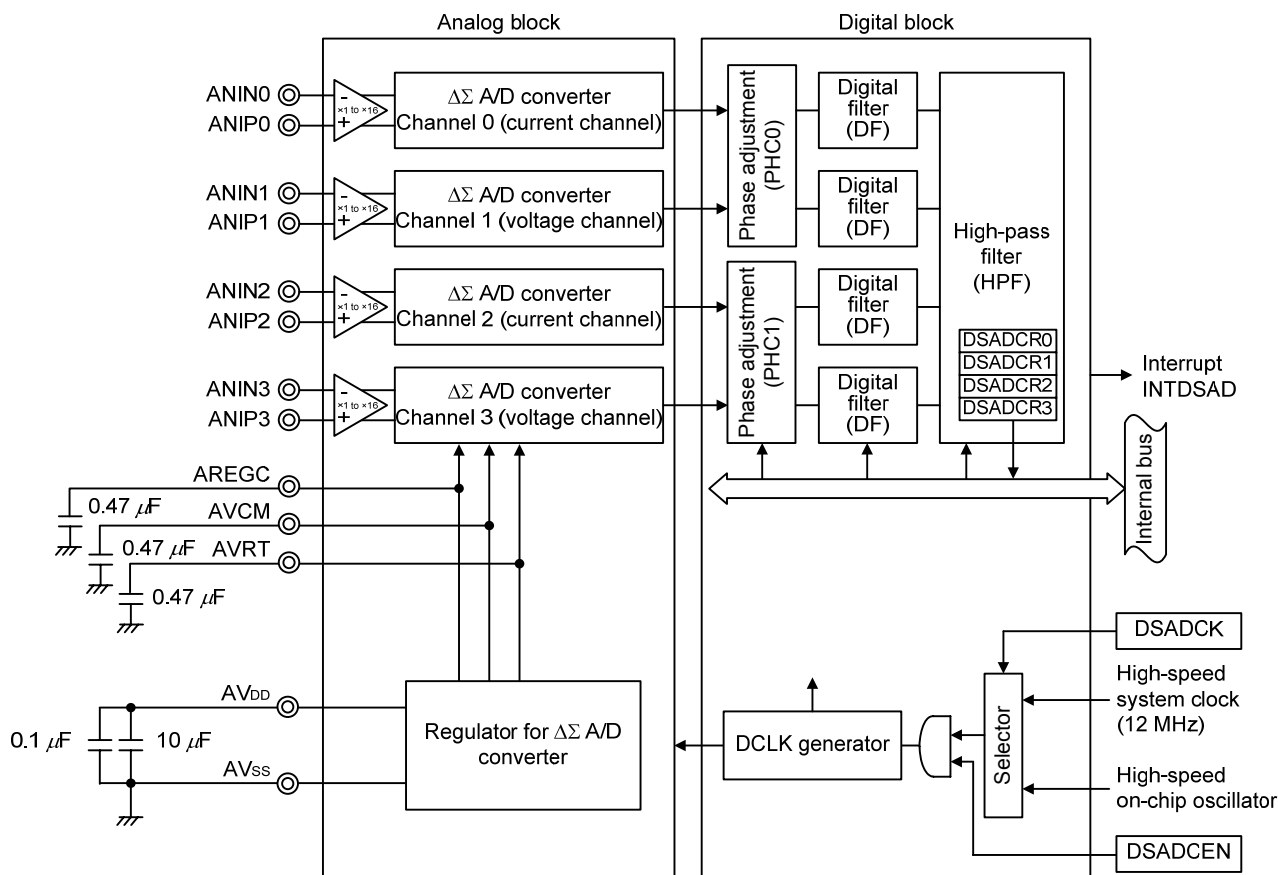 Analog block
Digital block
ANIN0
ANIP0
-
×1 to ×16
+
ΔΣ A/D converter
Channel 0 (current channel)
ANIN1
ANIP1
-
×1 to ×16
+
ΔΣ A/D converter
Channel 1 (voltage channel)
ANIN2
ANIP2
-
×1 to ×16
+
ΔΣ A/D converter
Channel 2 (current channel)
ANIN3
ANIP3
-
×1 to ×16
+
ΔΣ A/D converter
Channel 3 (voltage channel)
Phase adjustment
(PHC0)
Phase adjustment
(PHC1)
Digital
filter
(DF)
Digital
filter
(DF)
Digital
filter
(DF)
Digital
filter
(DF)
High-pass
filter
(HPF)
DSADCR0
DSADCR1
DSADCR2
DSADCR3
Interrupt
INTDSAD
Internal bus
AREGC
0.47 μF
AVCM
0.47 μF
AVRT
0.47 μF
AVDD
0.1 μF
10 μF
AVSS
Regulator for ΔΣ A/D
converter
DCLK generator
Selector
DSADCK
High-speed
system clock
(12 MHz)
High-speed
on-chip oscillator
DSADCEN